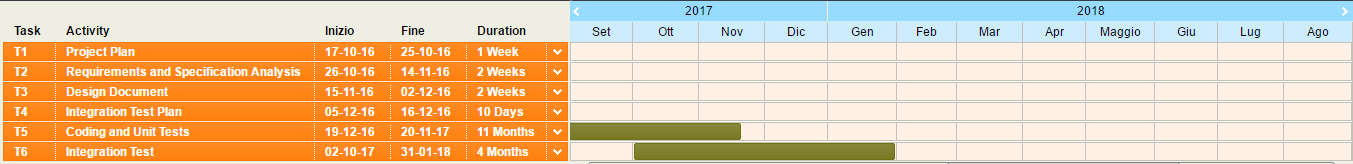 2017 2018
Task Activity Inizio Fine Duration Set Ott Nov Dic Gen Feb Mar Apr Maggio Giu Lug Ago
T1 Project Plan 17-10-16 25-10-16 1 Week
T2 Requirements and Specification Analysis 26-10-16 14-11-16 2 Weeks
T3 Design Document 15-11-16 02-12-16 2 Weeks
T4 Integration Test Plan 05-12-16 16-12-16 10 Days
T5 Coding and Unit Tests 19-12-16 20-11-17 11 Months
T6 Integration Test 02-10-17 31-01-18 4 Months